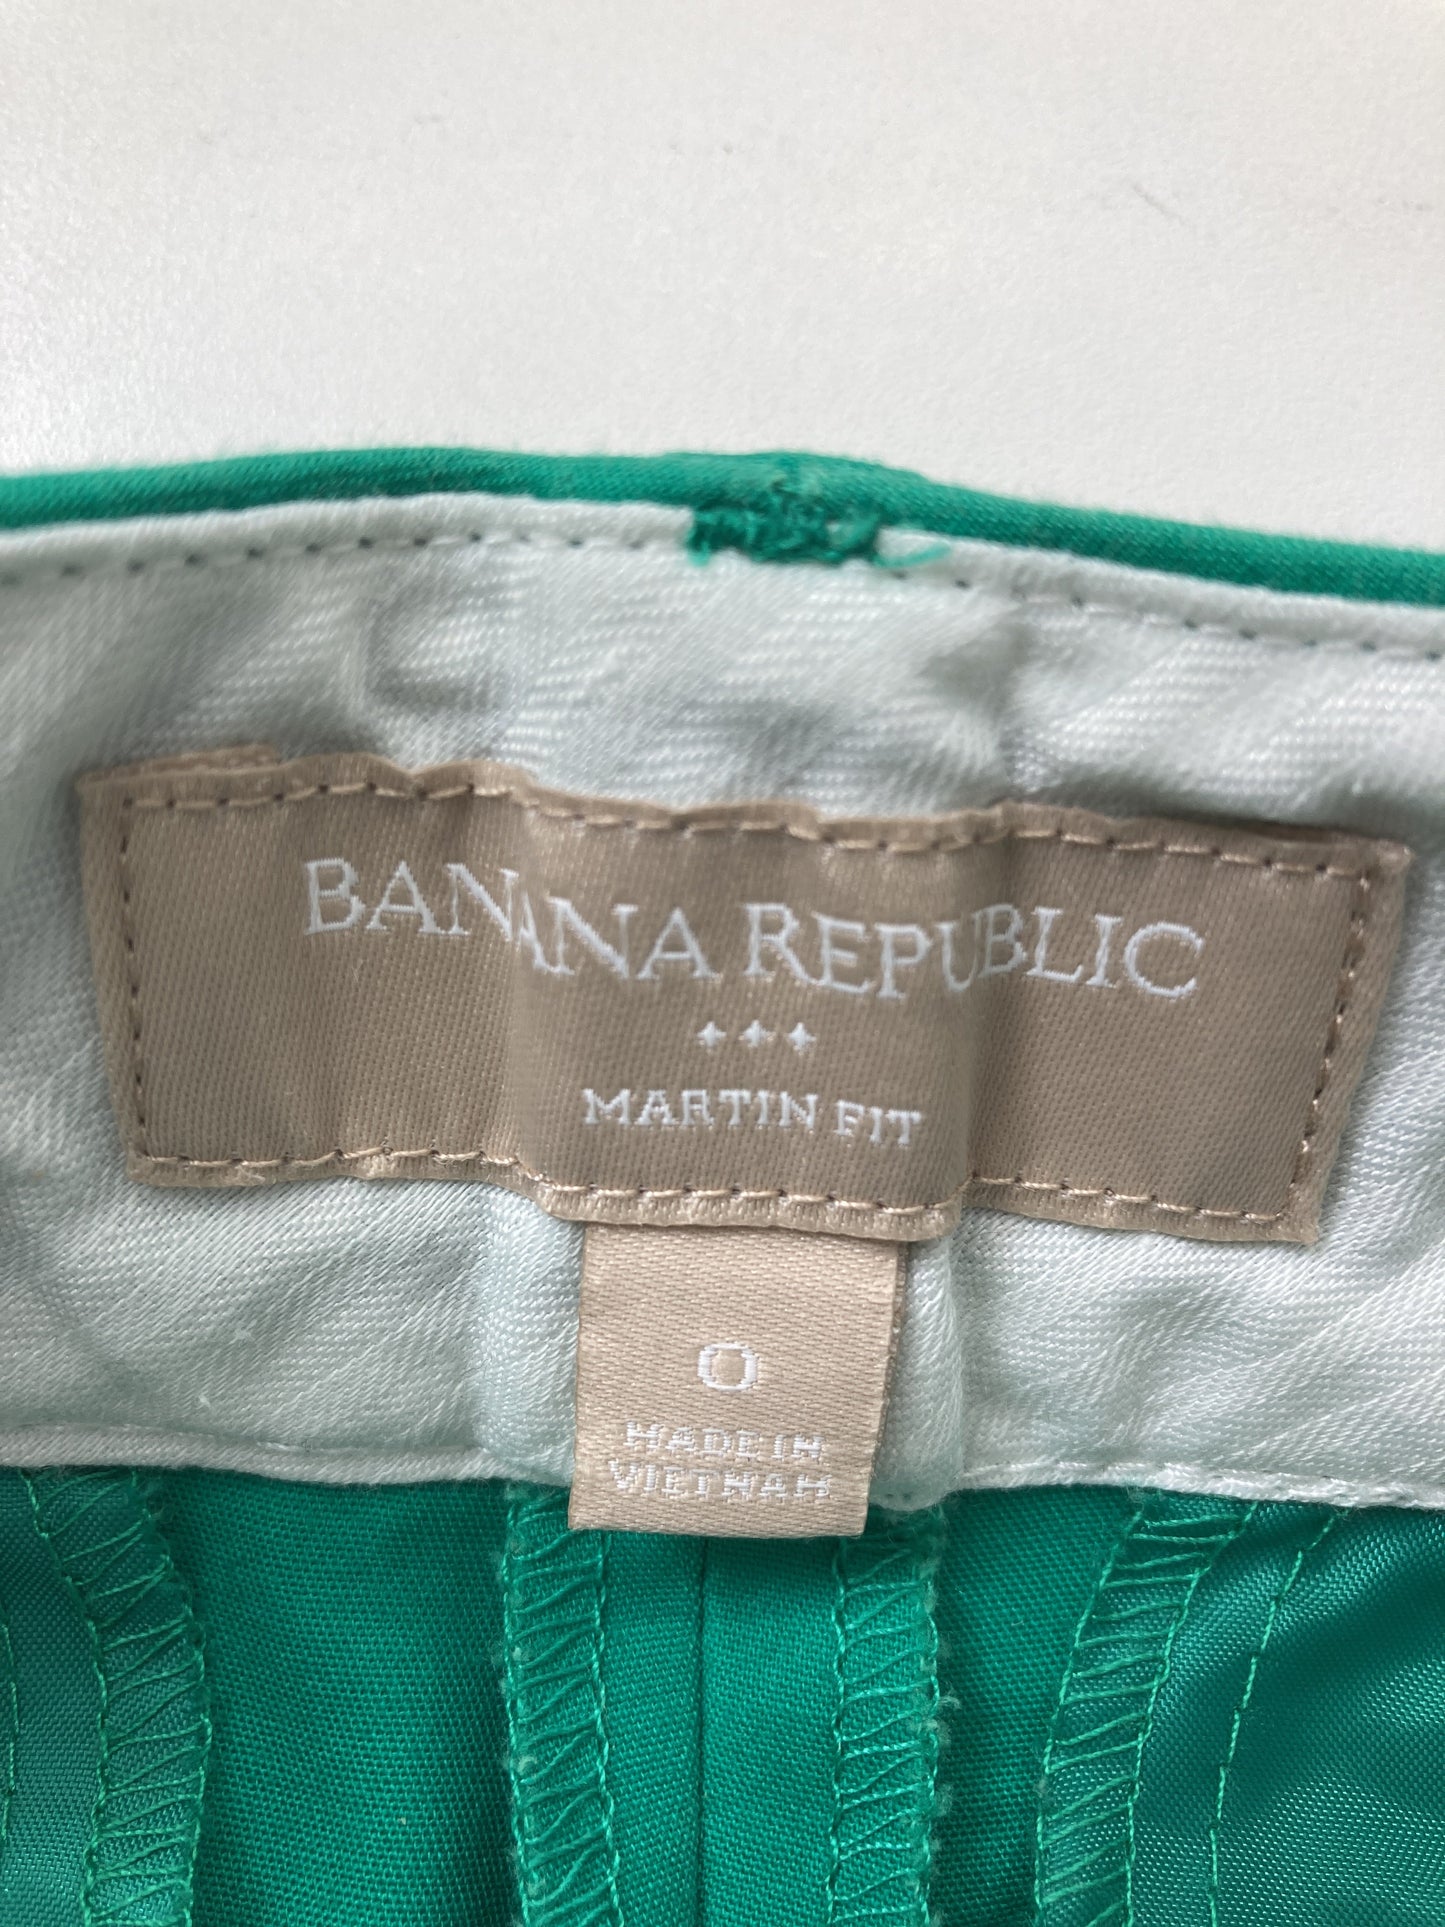 BANANA REPUBLIC
MARTIN FIT
0
MADE IN
VIETNAM